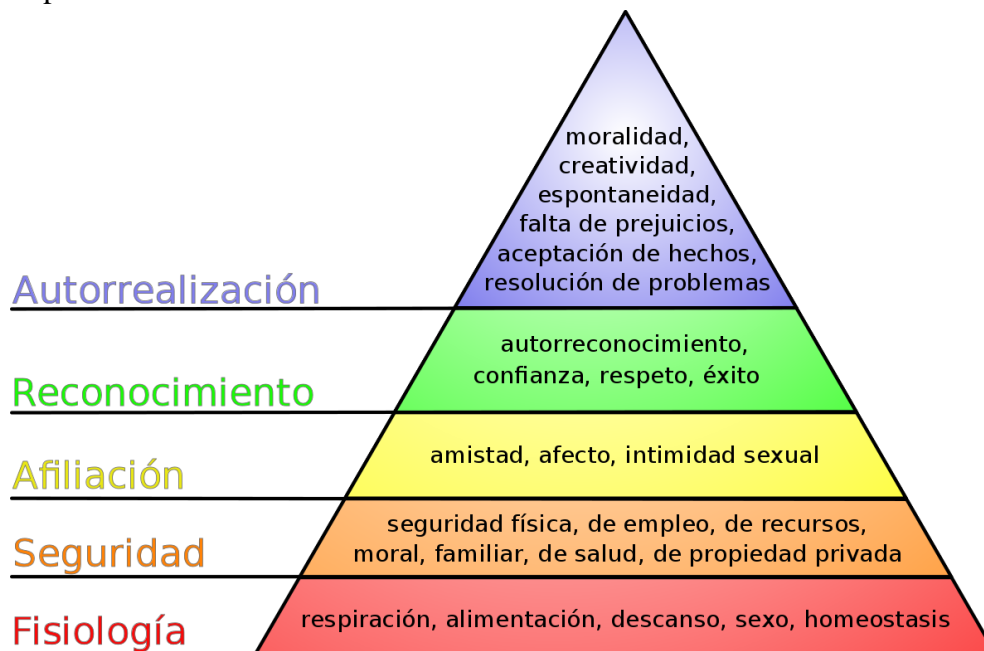 moralidad,
creatividad,
espontaneidad,
falta de prejuicios,
aceptación de hechos,
resolución de problemas
Autorrealización
autorreconocimiento,
confianza, respeto, éxito
Reconocimiento
amistad, afecto, intimidad sexual
Afiliación
seguridad física, de empleo, de recursos,
moral, familiar, de salud, de propiedad privada
Seguridad
respiración, alimentación, descanso, sexo, homeostasis
Fisiología